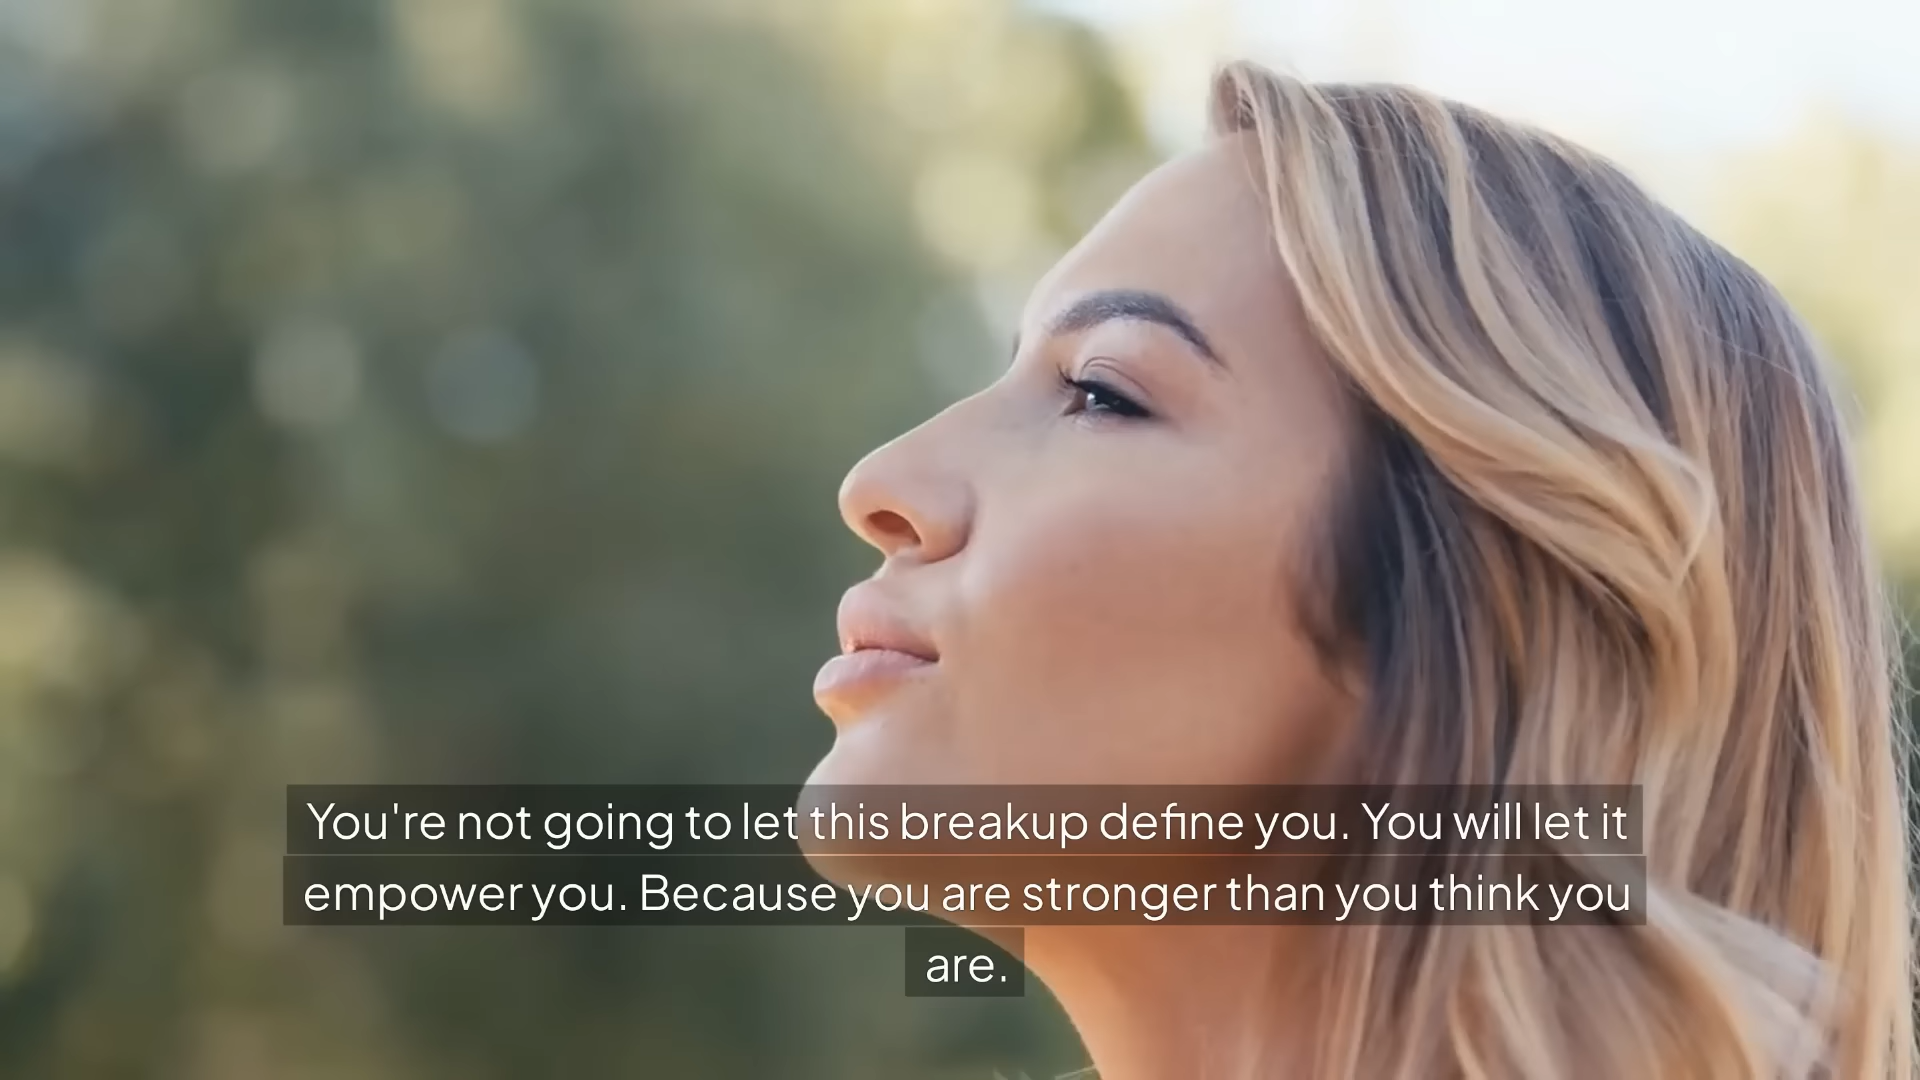 You're not going to let this breakup define you. You will let it
empower you. Because you are stronger than you think you
are.